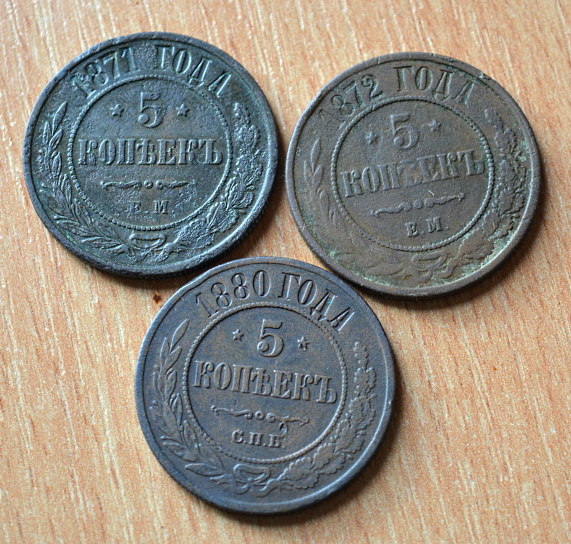 1871 ГОДА
5
КОПѢЕКЪ
Е.М.
1872 ГОДА
5
КОПѢЕКЪ
Е.М.
1880 ГОДА
5
КОПѢЕКЪ
С.П.Б.